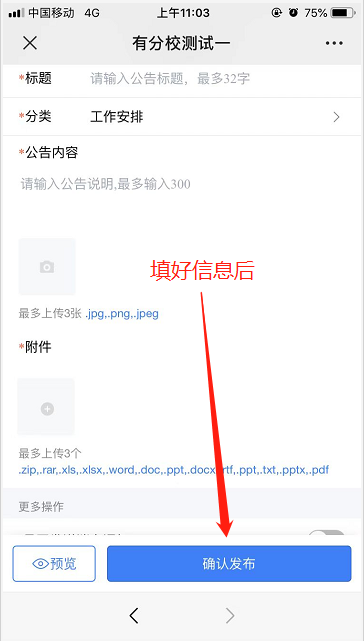 中国移动 4G 上午11:03 75%
有分校测试一
*标题 请输入公告标题，最多32字
*分类 工作安排
*公告内容
请输入公告说明,最多输入300
填好信息后
最多上传3张 .jpg,.png,.jpeg
*附件
最多上传3个
.zip,.rar,.xls,.xlsx,.word,.doc,.ppt,.docx,.rtf,.ppt,.txt,.pptx,.pdf
更多操作
预览 确认发布